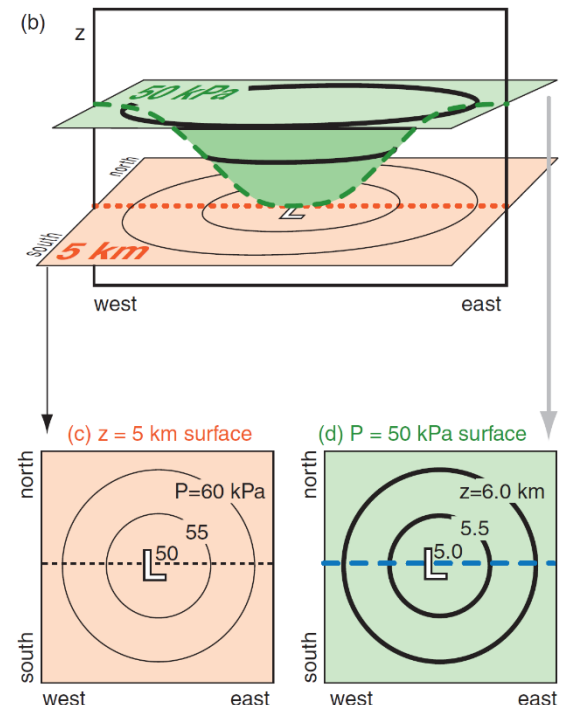 (b)
z
50 kPa
north
south
L
5 km
west east
(c) z = 5 km surface
(d) P = 50 kPa surface
north
P=60 kPa
55
50
L
south
west east
north
z=6.0 km
5.5
5.0
L
south
west east